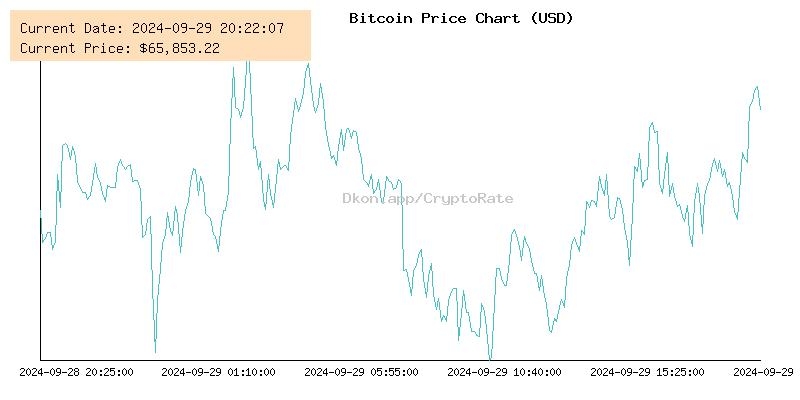 Bitcoin Price Chart (USD)
Current Date: 2024-09-29 20:22:07
Current Price: $65,853.22
Dkon.app/CryptoRate
2024-09-28 20:25:00 2024-09-29 01:10:00 2024-09-29 05:55:00 2024-09-29 10:40:00 2024-09-29 15:25:00 2024-09-29